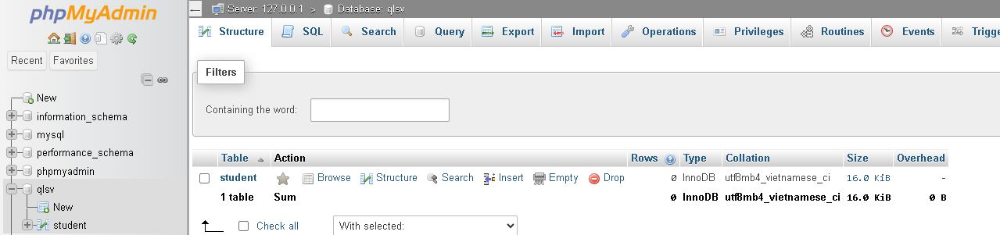 phpMyAdmin
Recent Favorites
New
information_schema
mysql
performance_schema
phpmyadmin
qlsv
New
student
Server: 127.0.0.1 » Database: qlsv
Structure SQL Search Query Export Import Operations Privileges Routines Events Trigge
Filters
Containing the word:
Table Action Rows Type Collation Size Overhead
student Browse Structure Search Insert Empty Drop 0 InnoDB utf8mb4_vietnamese_ci 16.0 KiB -
1 table Sum 0 InnoDB utf8mb4_vietnamese_ci 16.0 KiB 0 B
Check all With selected: